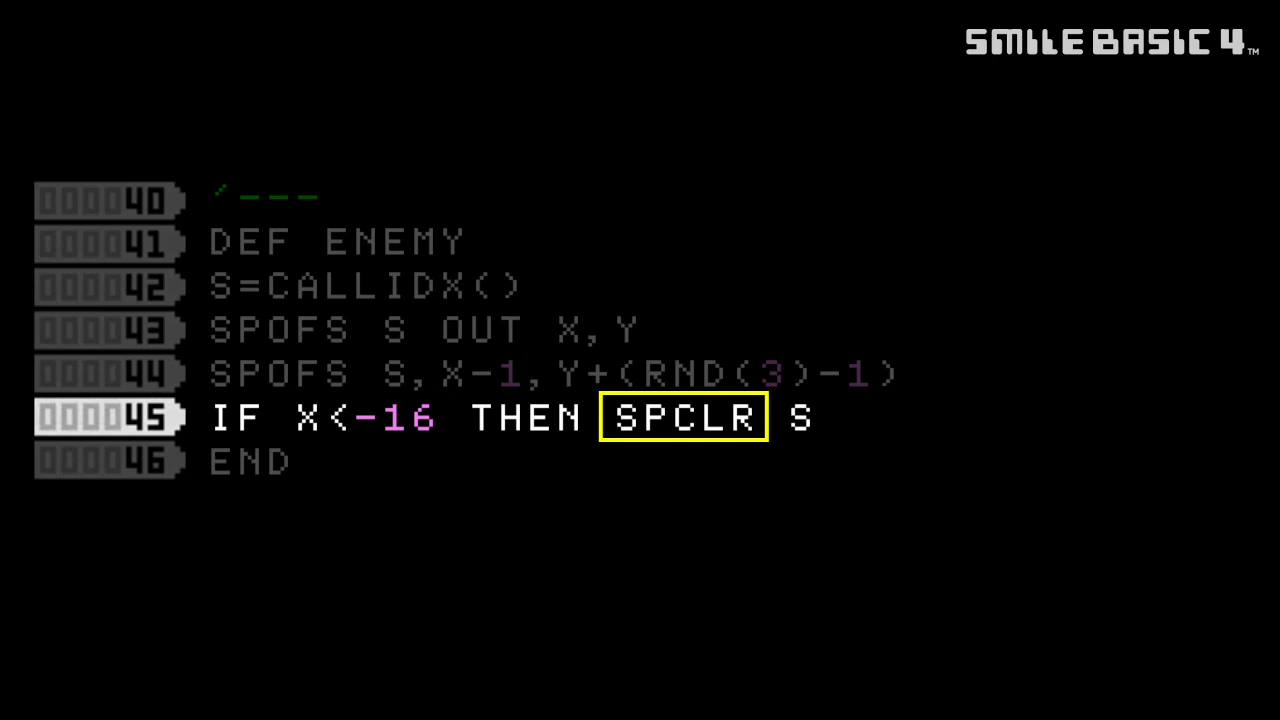 SMILE BASIC 4™
000040 '---
000041 DEF ENEMY
000042 S=CALLIDX()
000043 SPOFS S OUT X,Y
000044 SPOFS S,X-1,Y+(RND(3)-1)
000045 IF X<-16 THEN SPCLR S
000046 END